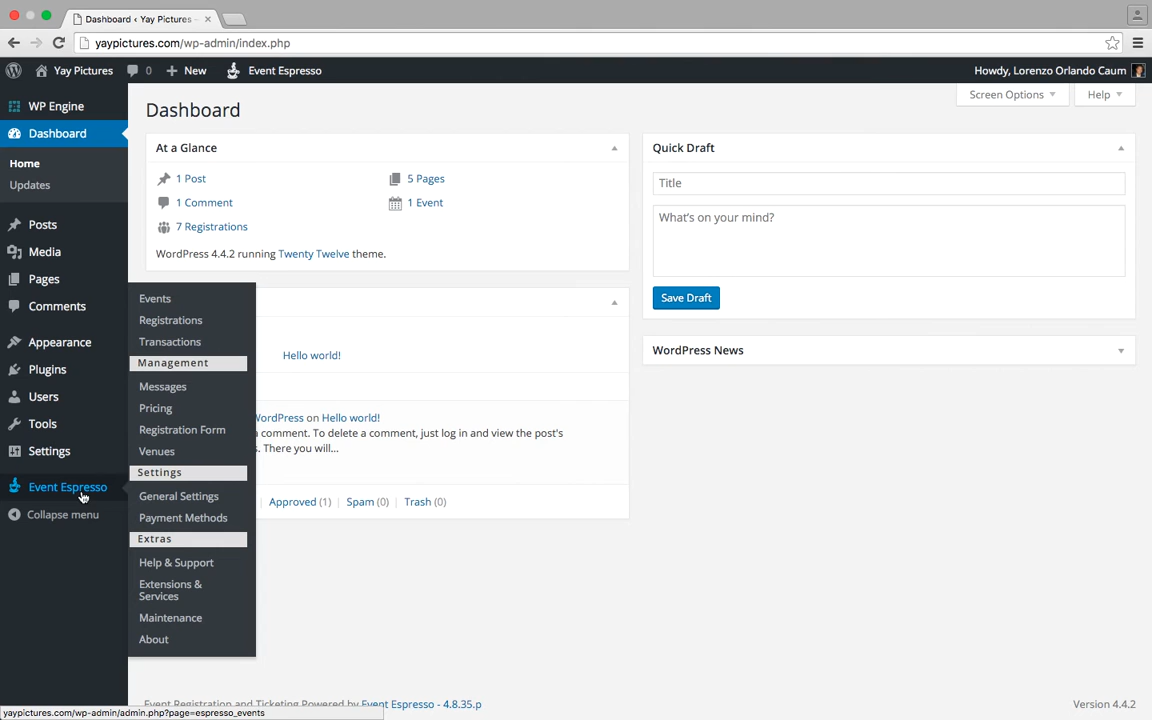 Dashboard ‹ Yay Pictures
yaypictures.com/wp-admin/index.php
Yay Pictures
0
New
Event Espresso
Howdy, Lorenzo Orlando Caum
WP Engine
Dashboard
Home
Updates
Posts
Media
Pages
Comments
Appearance
Plugins
Users
Tools
Settings
Event Espresso
Collapse menu
Events
Registrations
Transactions
Management
Messages
Pricing
Registration Form
Venues
Settings
General Settings
Payment Methods
Extras
Help & Support
Extensions &
Services
Maintenance
About
Screen Options
Help
Dashboard
At a Glance
1 Post
5 Pages
1 Comment
1 Event
7 Registrations
WordPress 4.4.2 running Twenty Twelve theme.
Hello world!
WordPress on Hello world!
a comment. To delete a comment, just log in and view the post's
s. There you will...
Approved (1) | Spam (0) | Trash (0)
Quick Draft
Title
What's on your mind?
Save Draft
WordPress News
Event Registration and Ticketing Powered by Event Espresso - 4.8.35.p
Version 4.4.2
yaypictures.com/wp-admin/admin.php?page=espresso_events